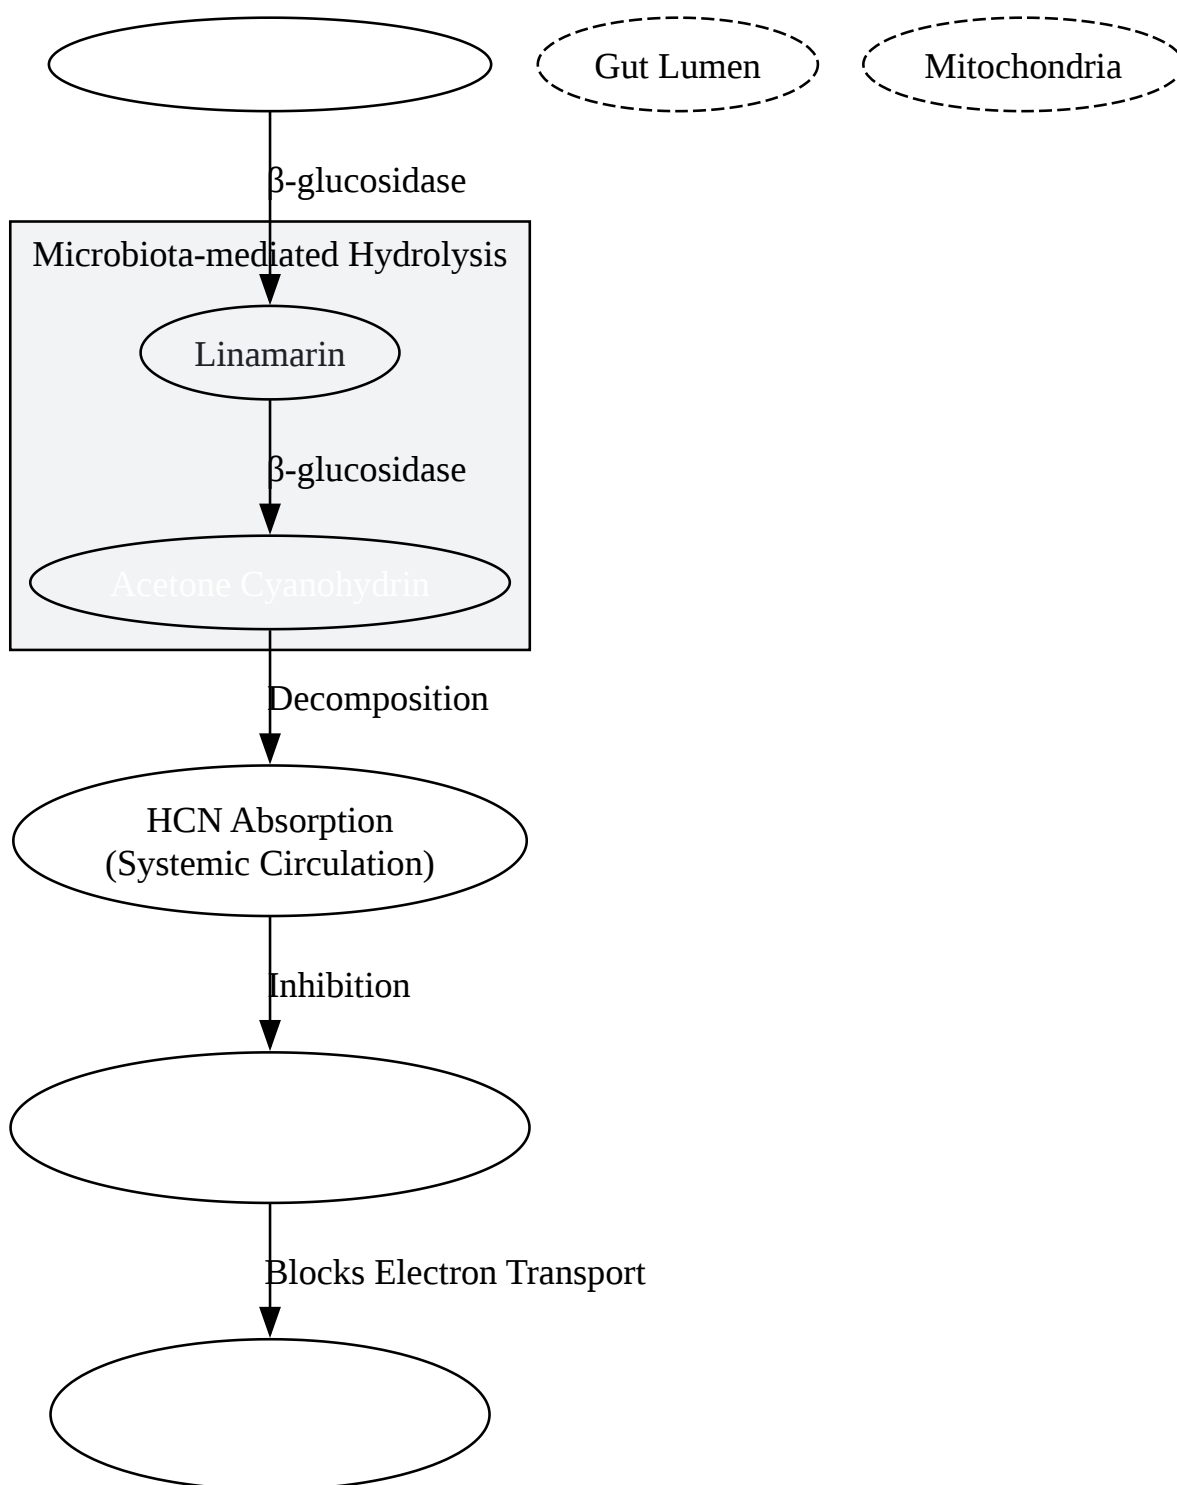 Gut Lumen
Mitochondria
β-glucosidase
Microbiota-mediated Hydrolysis
Linamarin
β-glucosidase
Acetone Cyanohydrin
Decomposition
HCN Absorption
(Systemic Circulation)
Inhibition
Blocks Electron Transport